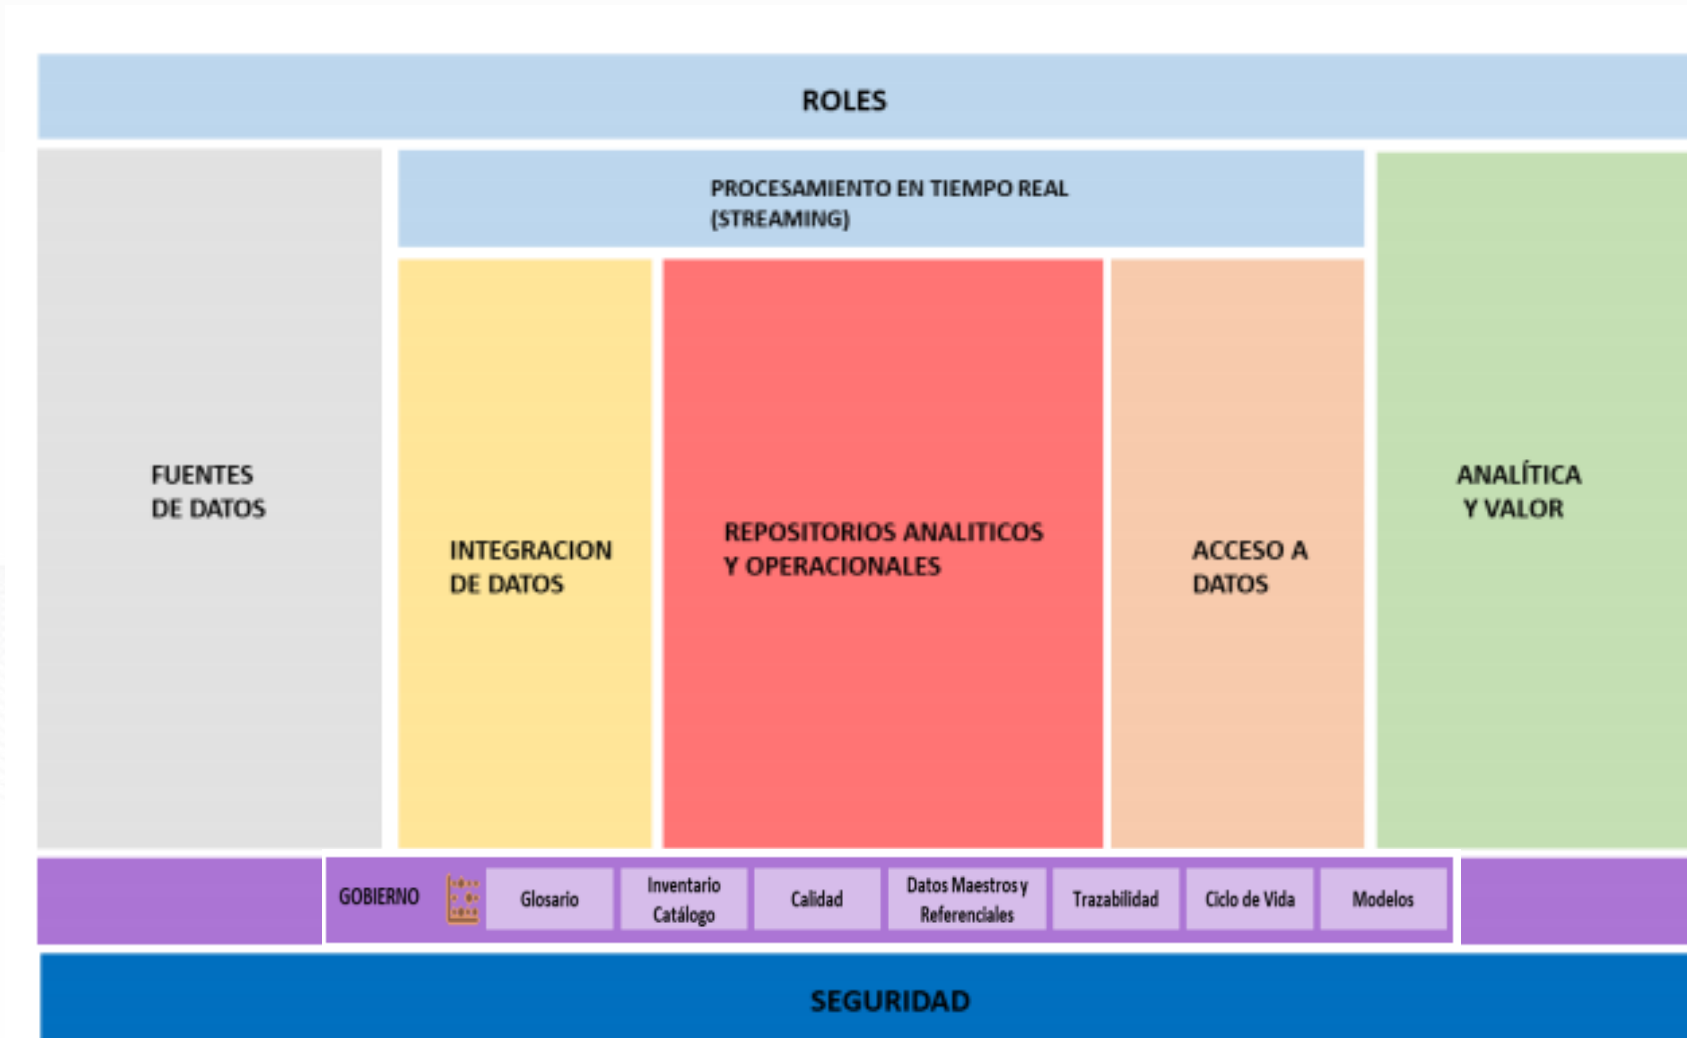 ROLES
PROCESAMIENTO EN TIEMPO REAL
(STREAMING)
FUENTES
DE DATOS
INTEGRACION
DE DATOS
REPOSITORIOS ANALITICOS
Y OPERACIONALES
ACCESO A
DATOS
ANALÍTICA
Y VALOR
GOBIERNO
Glosario
Inventario
Catálogo
Calidad
Datos Maestros y
Referenciales
Trazabilidad
Ciclo de Vida
Modelos
SEGURIDAD